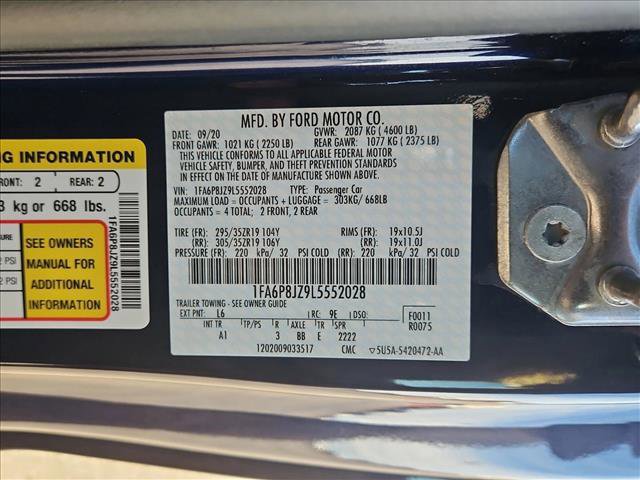 NG INFORMATION
FRONT: 2 REAR: 2
3 kg or 668 lbs.
SEE OWNERS
MANUAL FOR
ADDITIONAL
INFORMATION
PSI
PSI
1FA6P8JZ9L5552028
MFD. BY FORD MOTOR CO.
DATE: 09/20 GVWR: 2087 KG ( 4600 LB)
FRONT GAWR: 1021 KG ( 2250 LB) REAR GAWR: 1077 KG ( 2375 LB)
THIS VEHICLE CONFORMS TO ALL APPLICABLE FEDERAL MOTOR
VEHICLE SAFETY, BUMPER, AND THEFT PREVENTION STANDARDS
IN EFFECT ON THE DATE OF MANUFACTURE SHOWN ABOVE.
VIN: 1FA6P8JZ9L5552028 TYPE: Passenger Car
MAXIMUM LOAD = OCCUPANTS + LUGGAGE = 303KG/ 668LB
OCCUPANTS = 4 TOTAL; 2 FRONT, 2 REAR
TIRE (FR): 295/35ZR19 104Y RIMS (FR): 19x10.5J
(RR): 305/35ZR19 106Y (RR): 19x11.0J
PRESSURE (FR): 220 kPa/ 32 PSI COLD (RR): 220 kPa/ 32 PSI COLD
1FA6P8JZ9L5552028
TRAILER TOWING - SEE OWNER GUIDE
EXT PNT: L6 RC: 9E DSO: F0011
INT TR TP/PS R AXLE TR SPR R0075
A1 3 BB E 2222
1202009033517 CMC 5U5A-5420472-AA